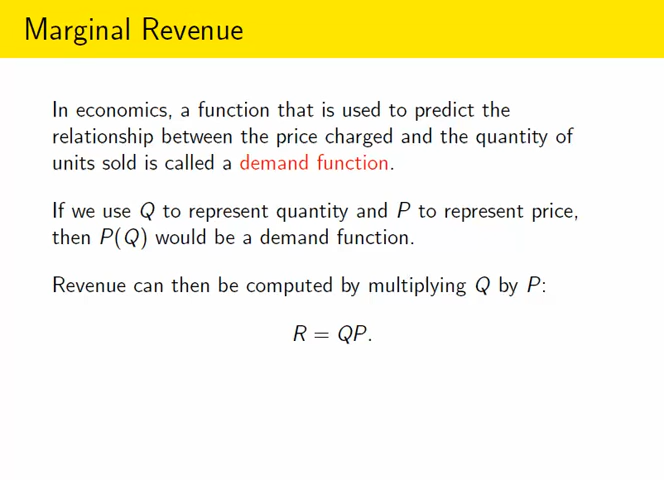 Marginal Revenue
In economics, a function that is used to predict the
relationship between the price charged and the quantity of
units sold is called a demand function.
If we use Q to represent quantity and P to represent price,
then P(Q) would be a demand function.
Revenue can then be computed by multiplying Q by P:
R = QP.